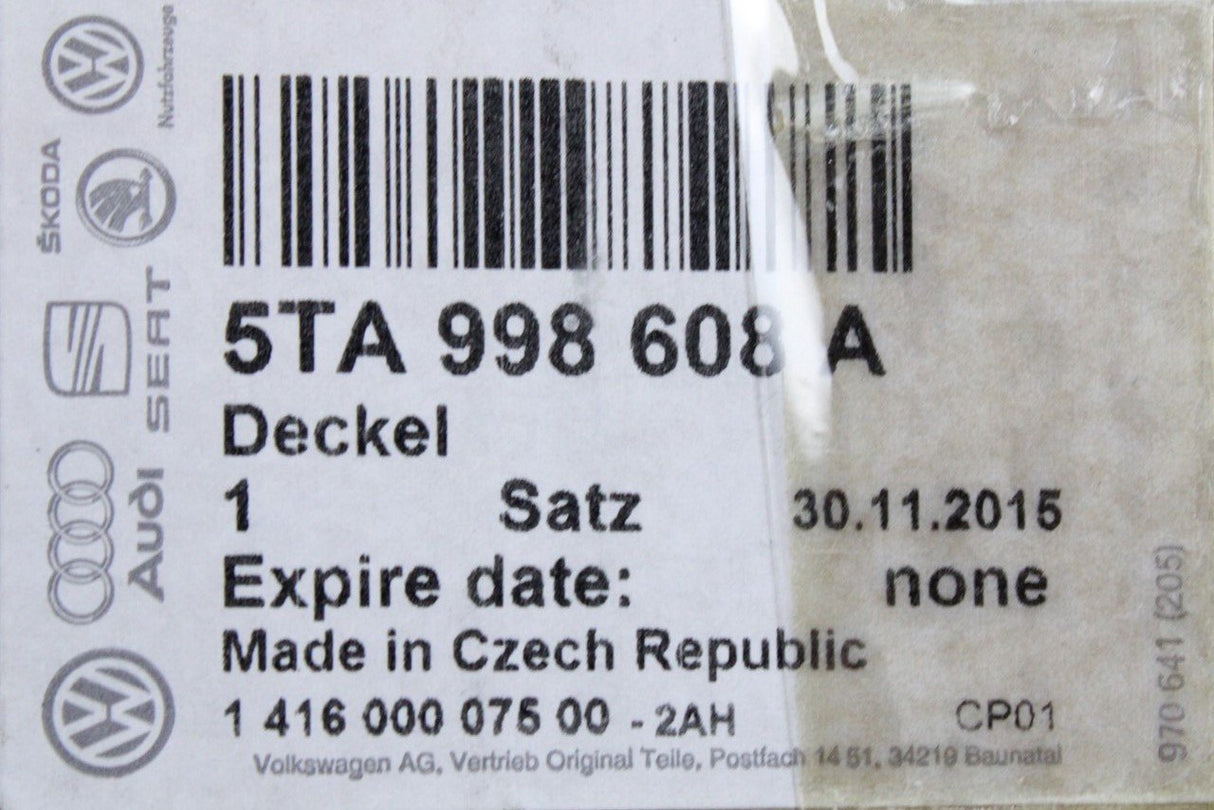 5TA 998 608 A
Deckel
1 Satz 30.11.2015
Expire date: none
Made in Czech Republic
1 416 000 075 00 - 2AH CP01
Volkswagen AG, Vertrieb Original Teile, Postfach 14 51, 34219 Baunatal
Nutzfahrzeuge
ŠKODA
SEAT
Audi
970 641 (205)